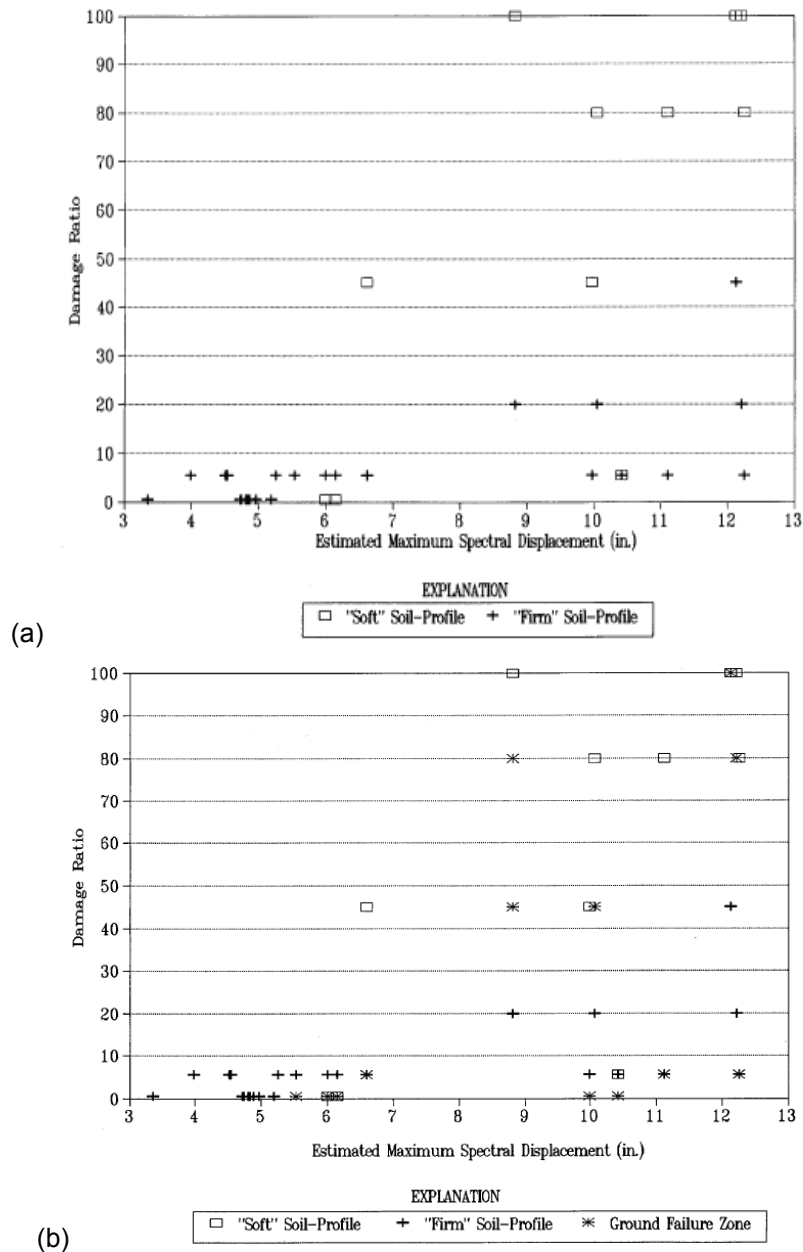 100
90
80
70
60
50
40
30
20
10
0
Damage Ratio
3 4 5 6 7 8 9 10 11 12 13
Estimated Maximum Spectral Displacement (in.)
EXPLANATION
"Soft" Soil-Profile "Firm" Soil-Profile
(a)
100
90
80
70
60
50
40
30
20
10
0
Damage Ratio
3 4 5 6 7 8 9 10 11 12 13
Estimated Maximum Spectral Displacement (in.)
EXPLANATION
"Soft" Soil-Profile "Firm" Soil-Profile Ground Failure Zone
(b)